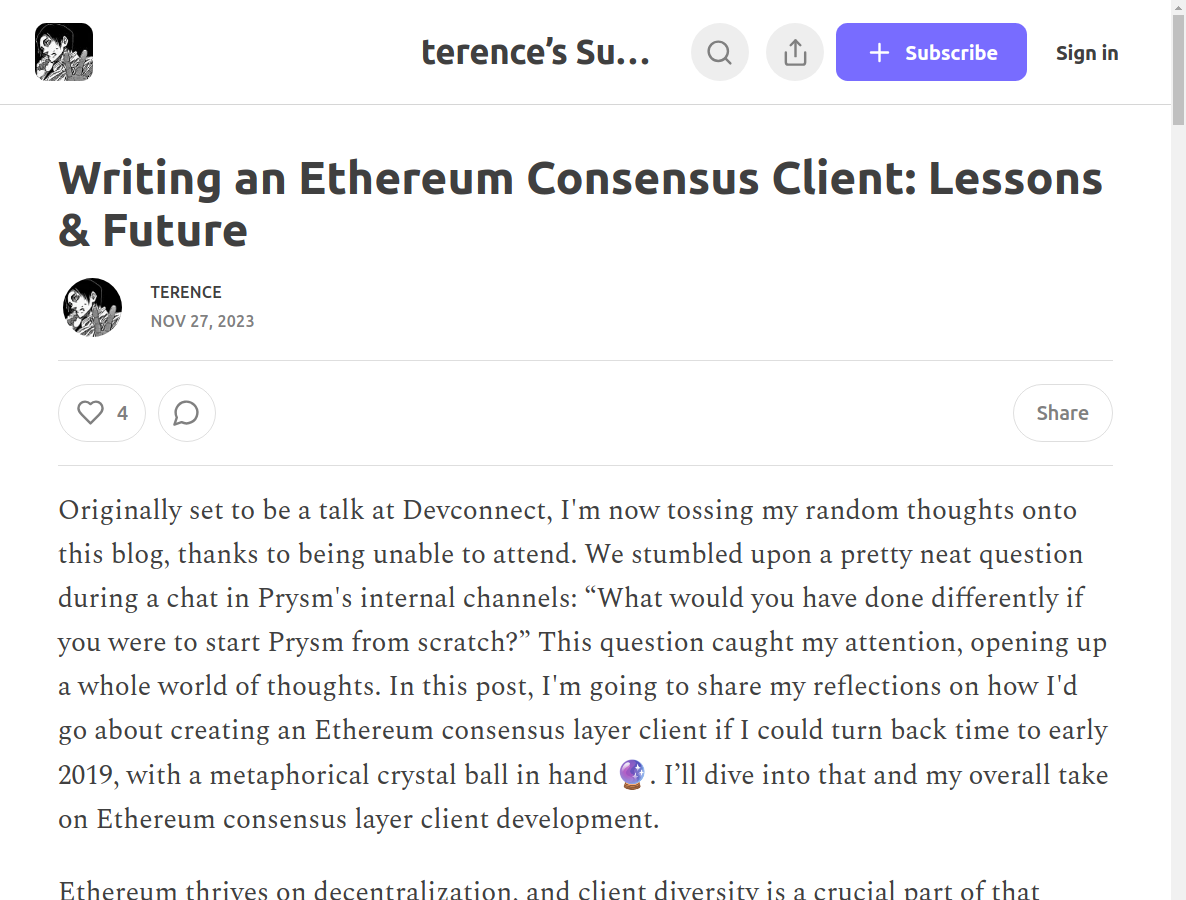 terence’s Su…
Subscribe
Sign in
Writing an Ethereum Consensus Client: Lessons
& Future
TERENCE
NOV 27, 2023
4
Share
Originally set to be a talk at Devconnect, I'm now tossing my random thoughts onto
this blog, thanks to being unable to attend. We stumbled upon a pretty neat question
during a chat in Prysm's internal channels: “What would you have done differently if
you were to start Prysm from scratch?” This question caught my attention, opening up
a whole world of thoughts. In this post, I'm going to share my reflections on how I'd
go about creating an Ethereum consensus layer client if I could turn back time to early
2019, with a metaphorical crystal ball in hand 🔮. I’ll dive into that and my overall take
on Ethereum consensus layer client development.
Ethereum thrives on decentralization, and client diversity is a crucial part of that